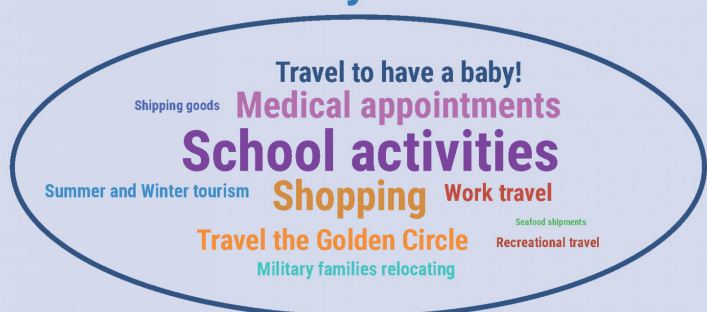 Travel to have a baby!
Shipping goods Medical appointments
School activities
Summer and Winter tourism Shopping Work travel
Seafood shipments
Travel the Golden Circle Recreational travel
Military families relocating